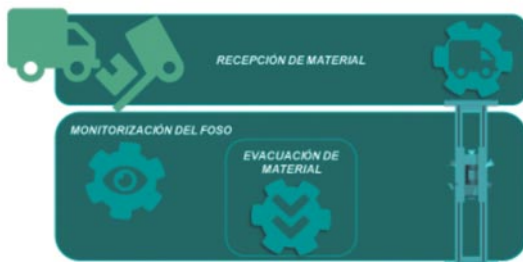 RECEPCIÓN DE MATERIAL
MONITORIZACIÓN DEL FOSO
EVACUACIÓN DE
MATERIAL